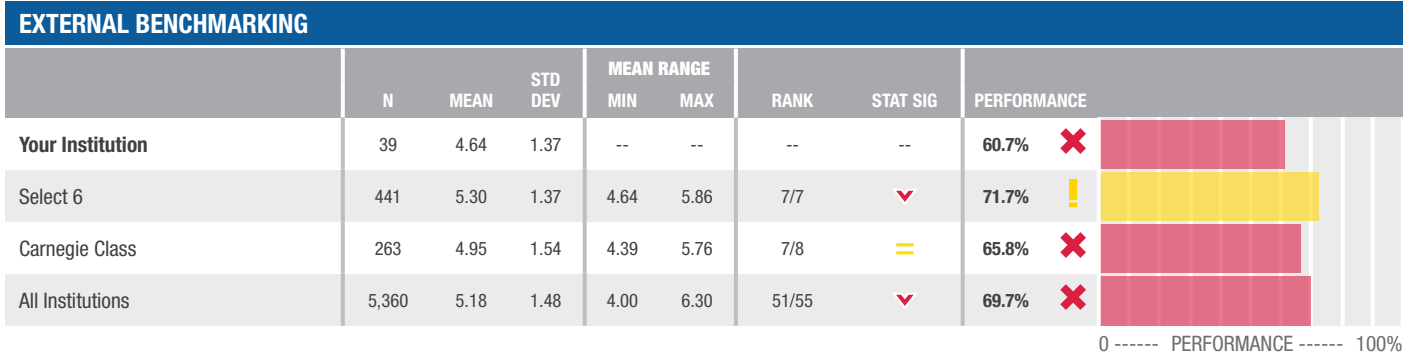 EXTERNAL BENCHMARKING
MEAN RANGE
N MEAN STD DEV MIN MAX RANK STAT SIG PERFORMANCE
Your Institution 39 4.64 1.37 -- -- -- -- 60.7%
Select 6 441 5.30 1.37 4.64 5.86 7/7 71.7%
Carnegie Class 263 4.95 1.54 4.39 5.76 7/8 = 65.8%
All Institutions 5,360 5.18 1.48 4.00 6.30 51/55 69.7%
0 ------ PERFORMANCE ------ 100%